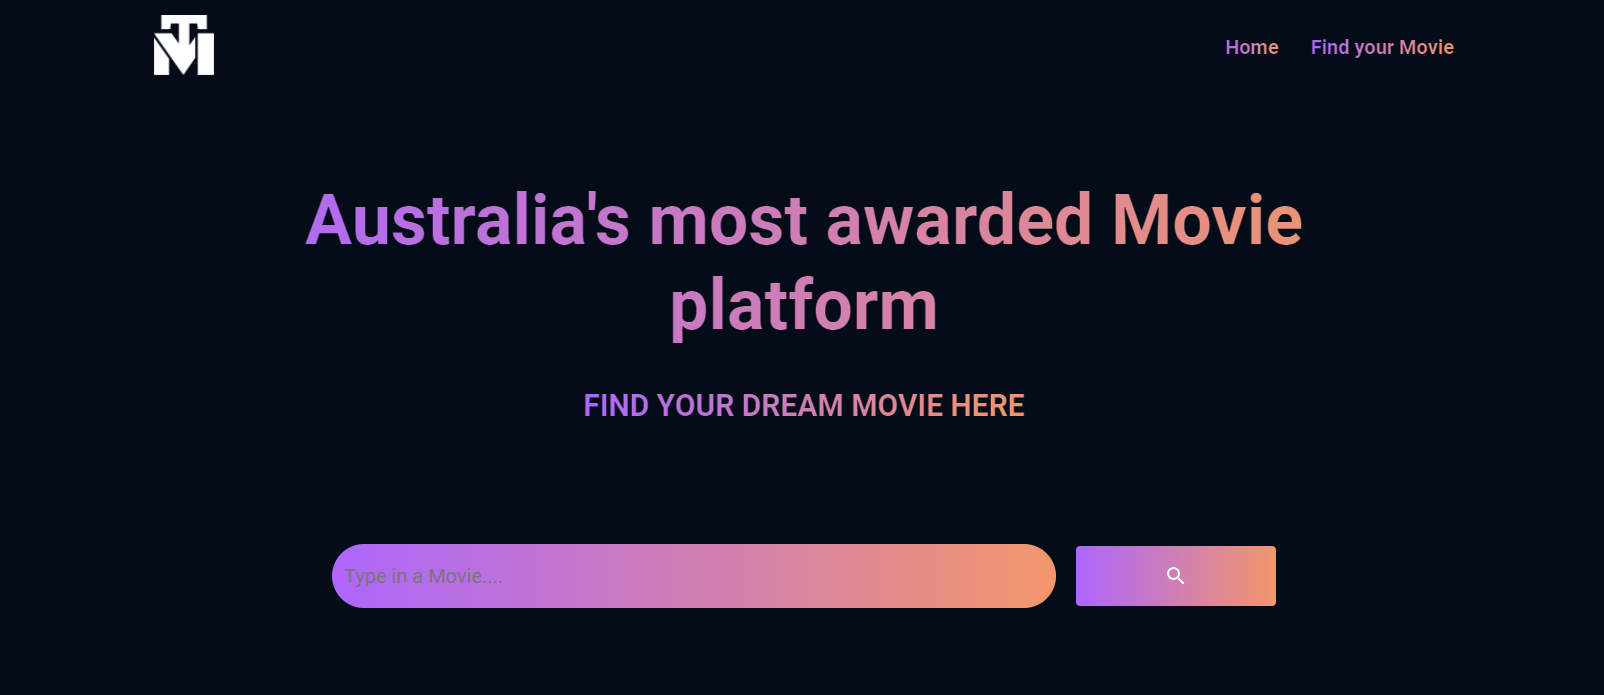 TM
Home Find your Movie
Australia's most awarded Movie
platform
FIND YOUR DREAM MOVIE HERE
Type in a Movie....